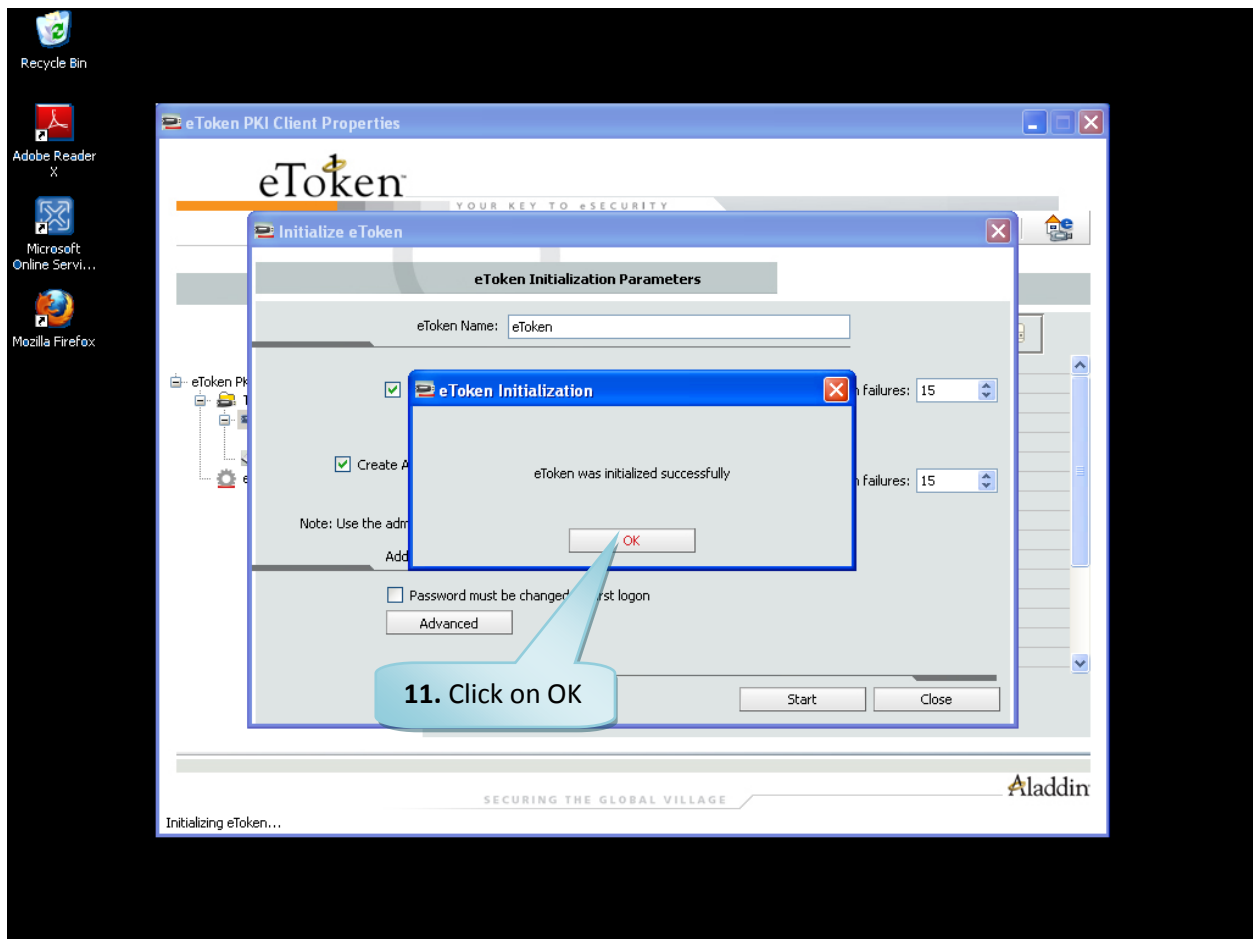 Recycle Bin
Adobe Reader
X
Microsoft
Online Servi...
Mozilla Firefox
eToken PKI Client Properties
eToken
YOUR KEY TO eSECURITY
Initialize eToken
eToken Initialization Parameters
eToken Name: eToken
eToken PK
eToken Initialization
n failures: 15
Create A
eToken was initialized successfully
n failures: 15
Note: Use the adm
OK
Add
Password must be changed rst logon
Advanced
11. Click on OK
Start
Close
Aladdin
SECURING THE GLOBAL VILLAGE
Initializing eToken...